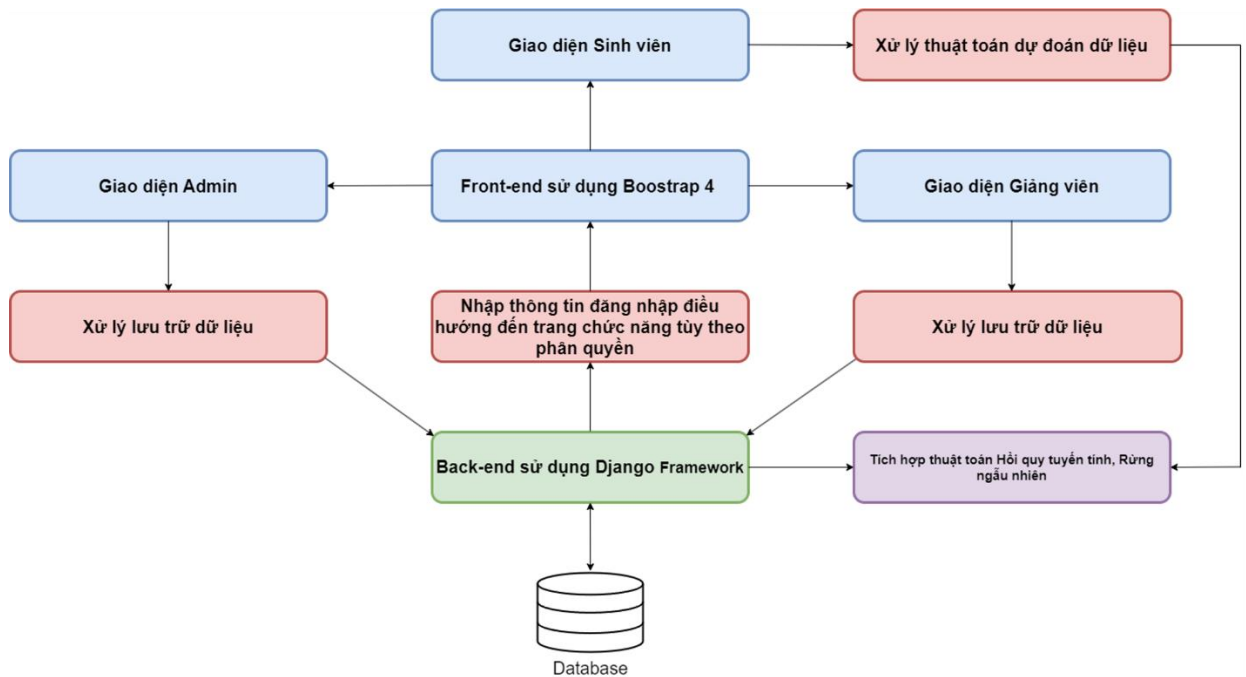 Giao diện Sinh viên
Xử lý thuật toán dự đoán dữ liệu
Giao diện Admin
Front-end sử dụng Boostrap 4
Giao diện Giảng viên
Xử lý lưu trữ dữ liệu
Nhập thông tin đăng nhập điều
hướng đến trang chức năng tùy theo
phân quyền
Xử lý lưu trữ dữ liệu
Back-end sử dụng Django Framework
Tích hợp thuật toán Hồi quy tuyến tính, Rừng
ngẫu nhiên
Database